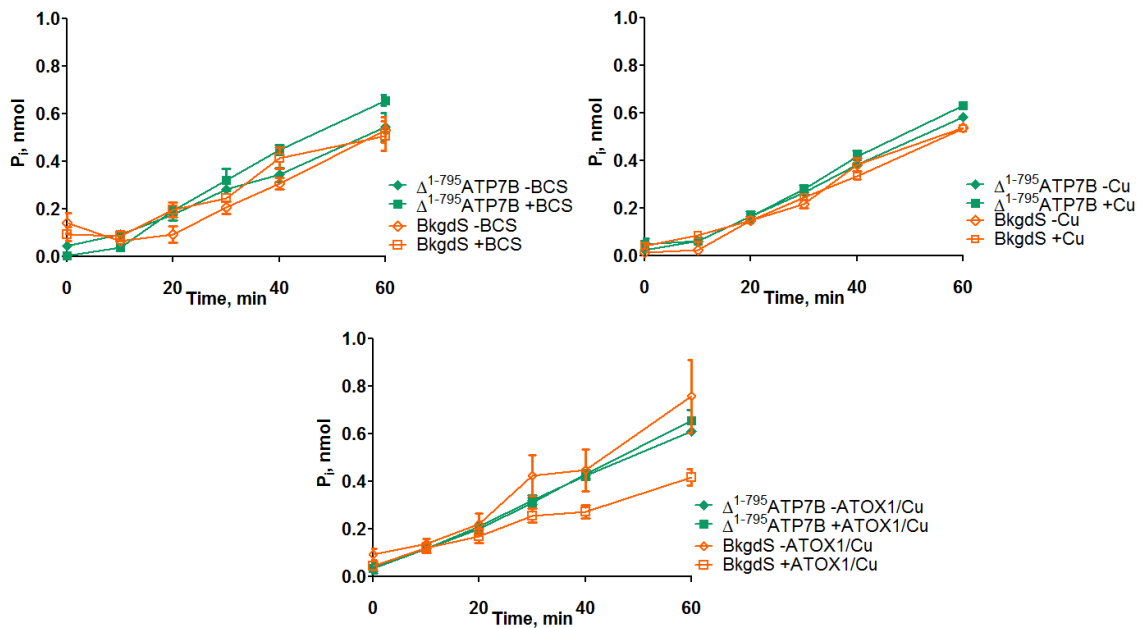 1.0
0.8
0.6
0.4
0.2
0.0
Pᵢ, nmol
0 20 40 60
Time, min
Δ¹⁻⁷⁹⁵ATP7B -BCS
Δ¹⁻⁷⁹⁵ATP7B +BCS
BkgdS -BCS
BkgdS +BCS
1.0
0.8
0.6
0.4
0.2
0.0
Pᵢ, nmol
0 20 40 60
Time, min
Δ¹⁻⁷⁹⁵ATP7B -Cu
Δ¹⁻⁷⁹⁵ATP7B +Cu
BkgdS -Cu
BkgdS +Cu
1.0
0.8
0.6
0.4
0.2
0.0
Pᵢ, nmol
0 20 40 60
Time, min
Δ¹⁻⁷⁹⁵ATP7B -ATOX1/Cu
Δ¹⁻⁷⁹⁵ATP7B +ATOX1/Cu
BkgdS -ATOX1/Cu
BkgdS +ATOX1/Cu